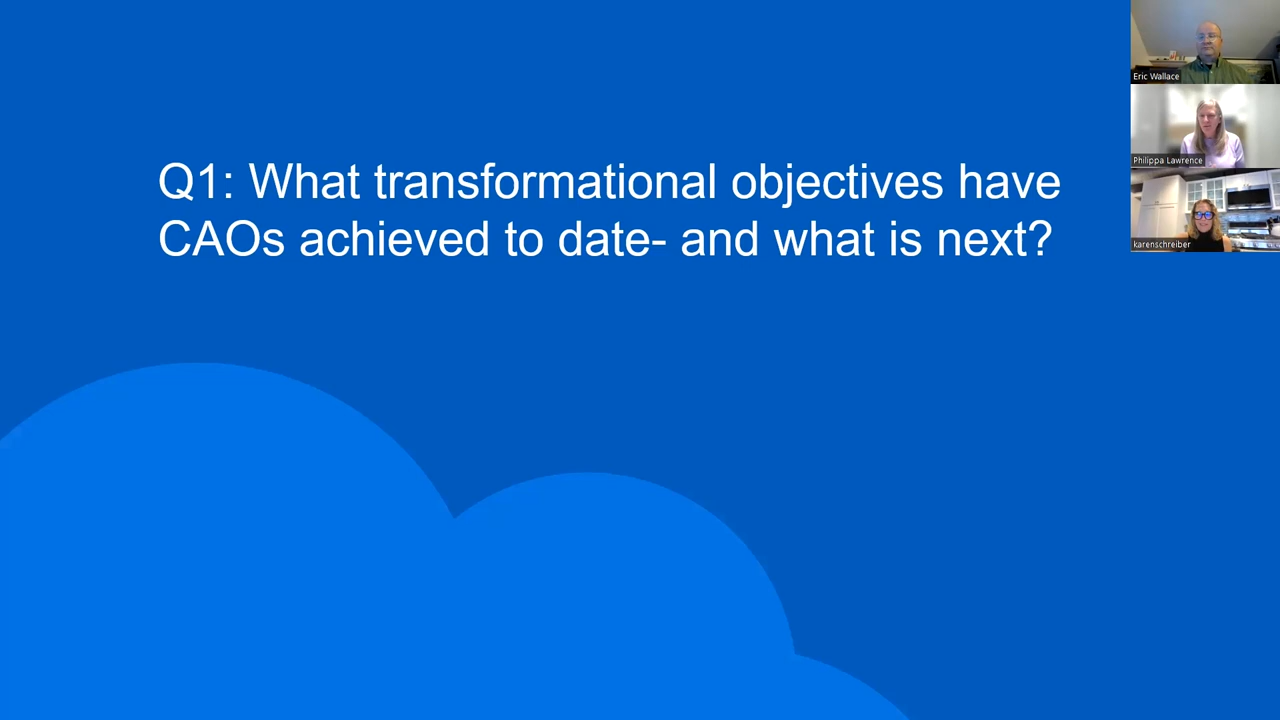 Q1: What transformational objectives have
CAOs achieved to date- and what is next?
Eric Wallace
Philippa Lawrence
karenschreiber